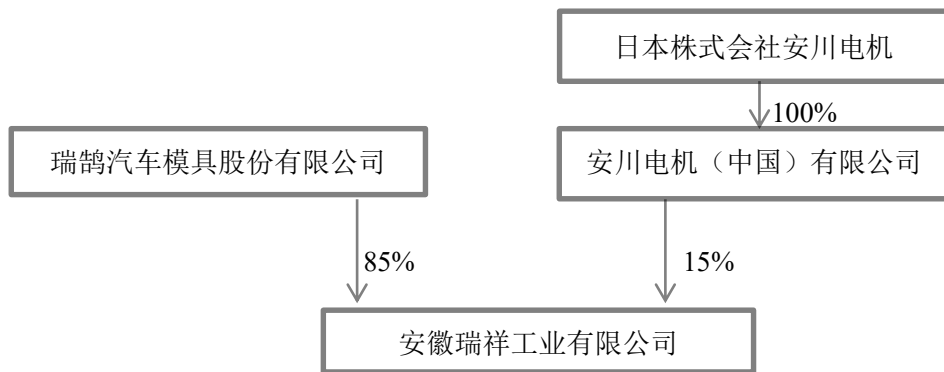 日本株式会社安川电机
100%
瑞鹄汽车模具股份有限公司
安川电机（中国）有限公司
85%
15%
安徽瑞祥工业有限公司